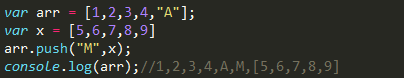 var arr = [1,2,3,4,"A"];
var x = [5,6,7,8,9]
arr.push("M",x);
console.log(arr);//1,2,3,4,A,M,[5,6,7,8,9]